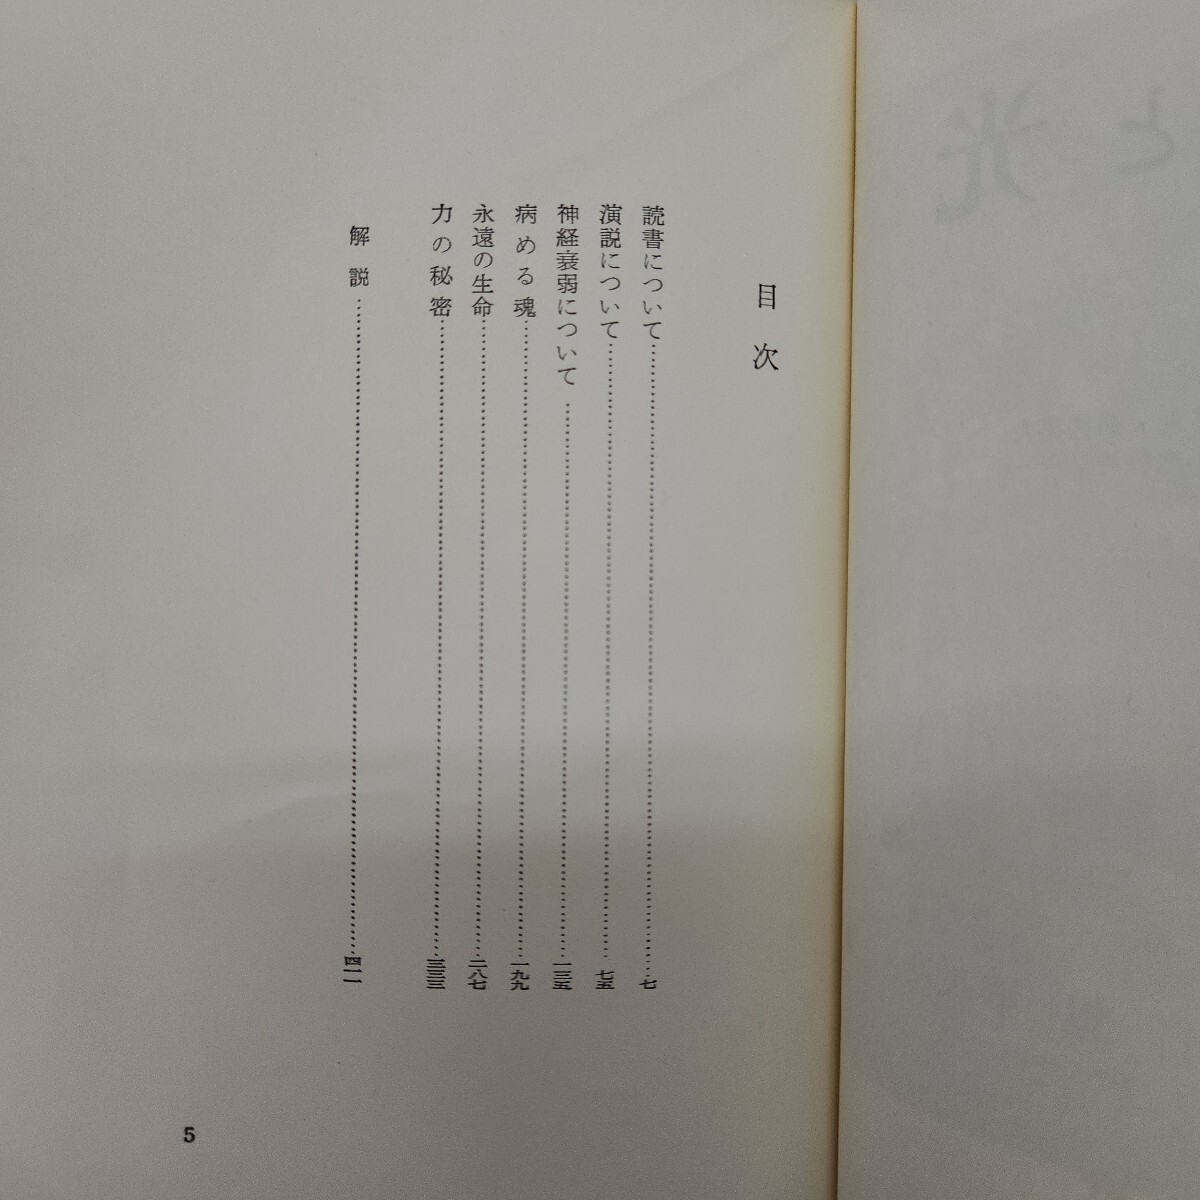 目次
読書について……七
演説について……七五
神経衰弱について……一三五
病める魂……一九九
永遠の生命……二八七
力の秘密……三三三
解説……四一一
5